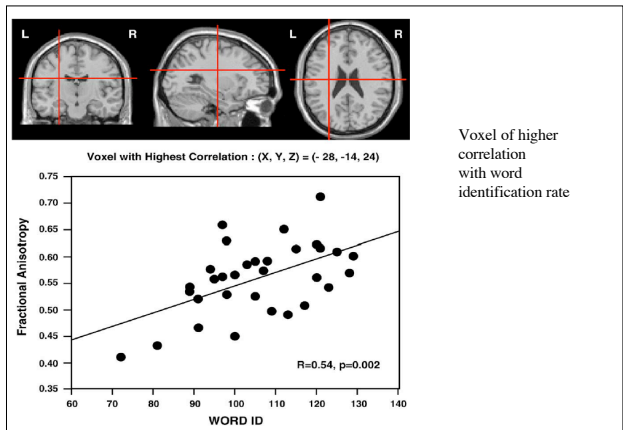 L R L R
Voxel with Highest Correlation : (X, Y, Z) = (- 28, -14, 24)
Voxel of higher
correlation
with word
identification rate
Fractional Anisotropy
0.75
0.70
0.65
0.60
0.55
0.50
0.45
0.40
0.35
R=0.54, p=0.002
60 70 80 90 100 110 120 130 140
WORD ID